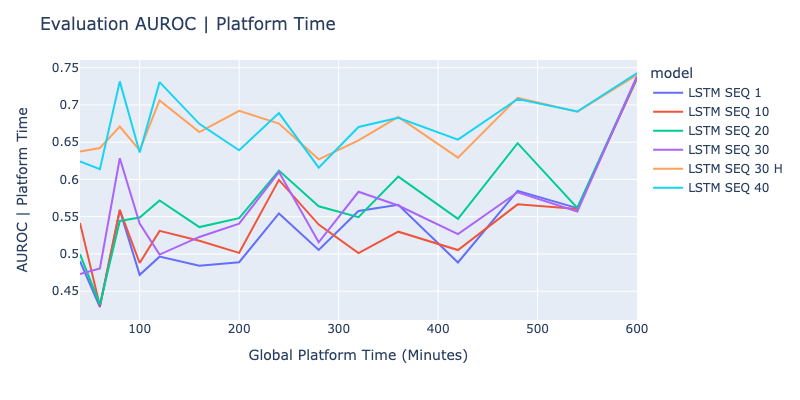 Evaluation AUROC | Platform Time
AUROC | Platform Time
0.75
0.7
0.65
0.6
0.55
0.5
0.45
100
200
300
400
500
600
Global Platform Time (Minutes)
model
LSTM SEQ 1
LSTM SEQ 10
LSTM SEQ 20
LSTM SEQ 30
LSTM SEQ 30 H
LSTM SEQ 40